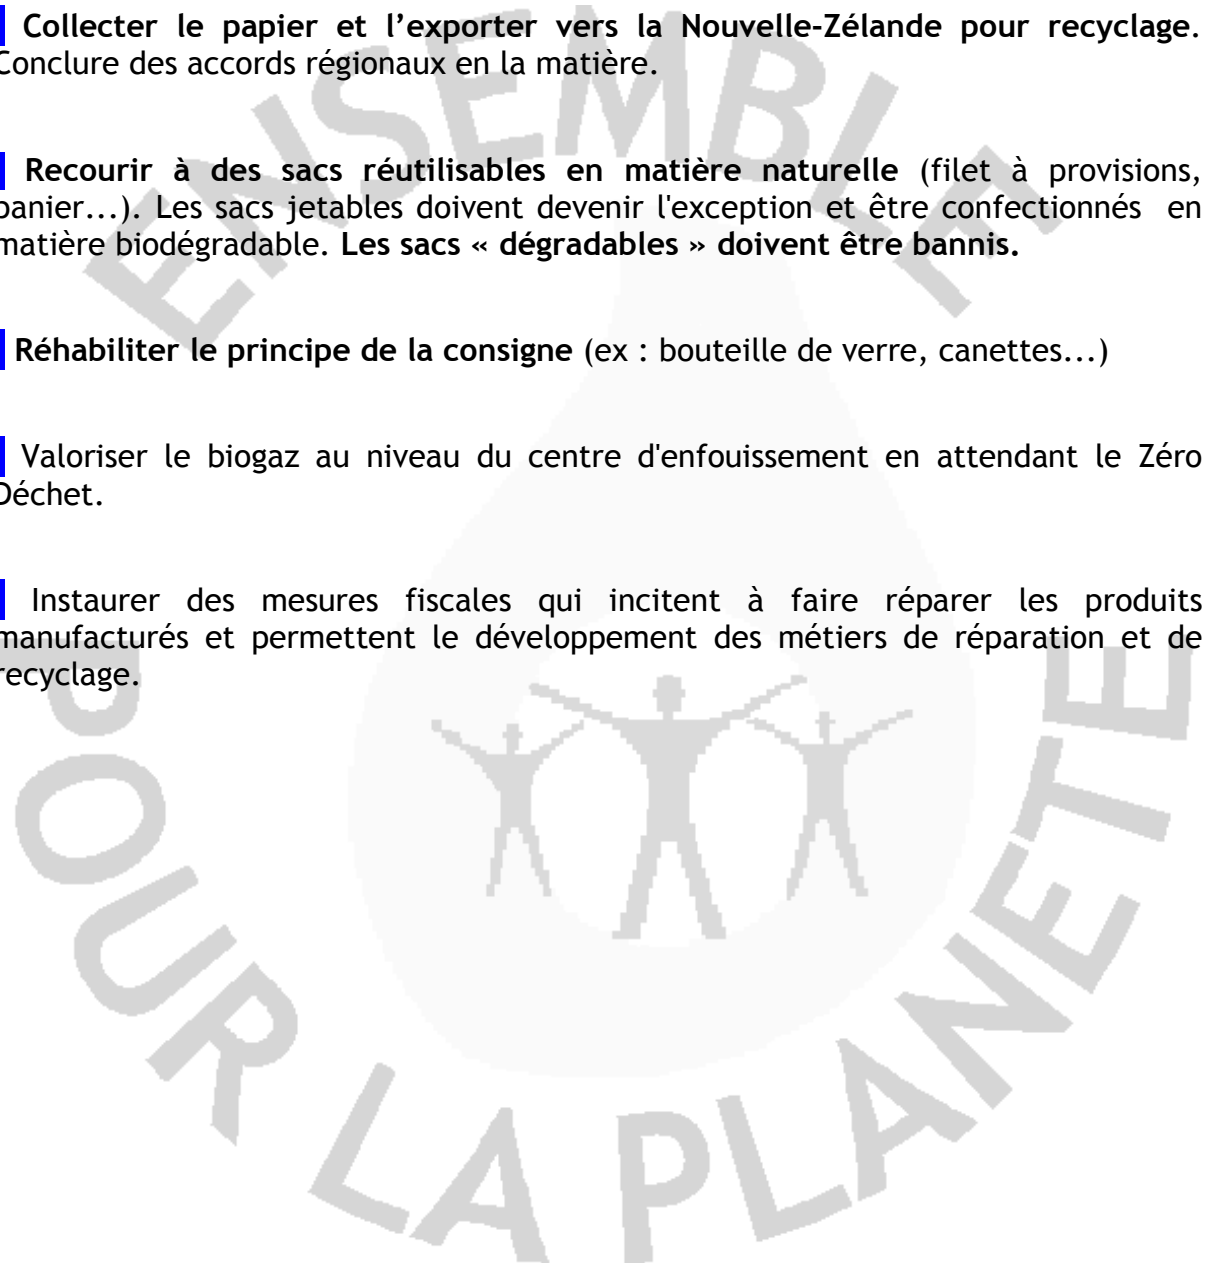 Collecter le papier et l’exporter vers la Nouvelle-Zélande pour recyclage.
Conclure des accords régionaux en la matière.
Recourir à des sacs réutilisables en matière naturelle (filet à provisions,
panier...). Les sacs jetables doivent devenir l'exception et être confectionnés en
matière biodégradable. Les sacs « dégradables » doivent être bannis.
Réhabiliter le principe de la consigne (ex : bouteille de verre, canettes...)
Valoriser le biogaz au niveau du centre d'enfouissement en attendant le Zéro
Déchet.
Instaurer des mesures fiscales qui incitent à faire réparer les produits
manufacturés et permettent le développement des métiers de réparation et de
recyclage.
ENSEMBLE
POUR LA PLANETE